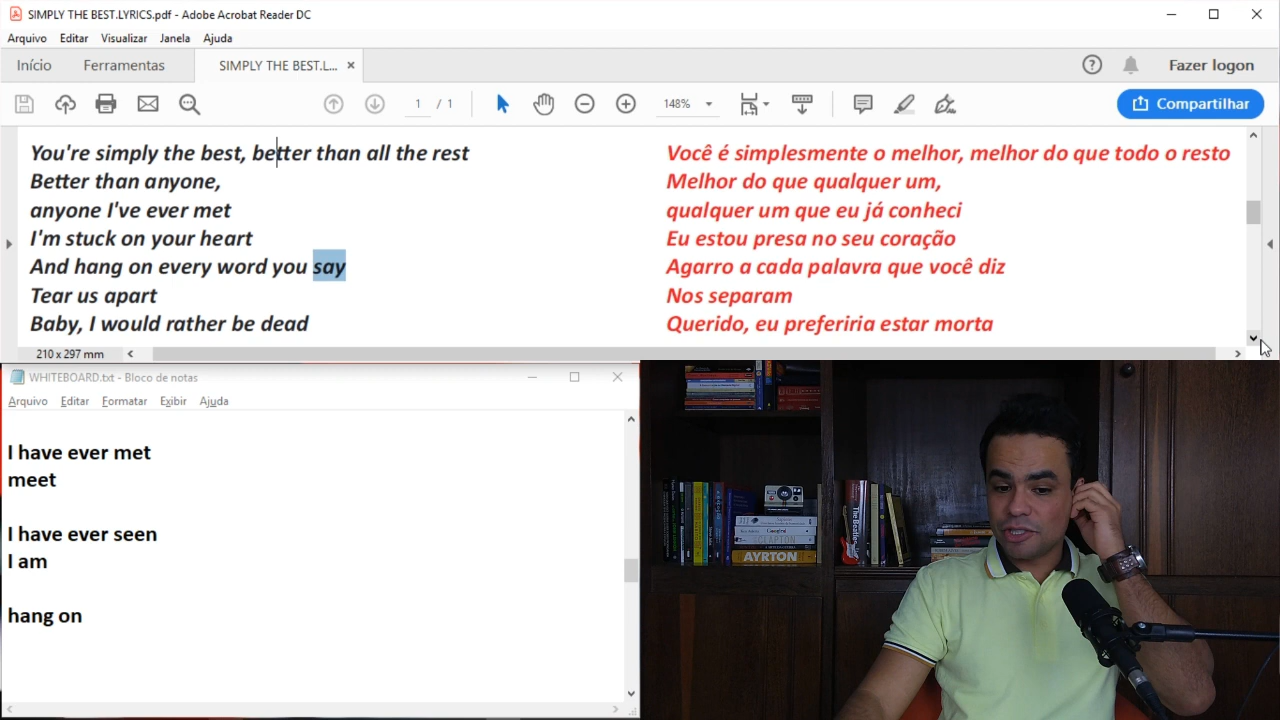 SIMPLY THE BEST.LYRICS.pdf - Adobe Acrobat Reader DC
Arquivo Editar Visualizar Janela Ajuda
Início Ferramentas SIMPLY THE BEST.L... × Fazer logon
1 / 1 148% Compartilhar
You're simply the best, better than all the rest
Better than anyone,
anyone I've ever met
I'm stuck on your heart
And hang on every word you say
Tear us apart
Baby, I would rather be dead
Você é simplesmente o melhor, melhor do que todo o resto
Melhor do que qualquer um,
qualquer um que eu já conheci
Eu estou presa no seu coração
Agarro a cada palavra que você diz
Nos separam
Querido, eu preferiria estar morta
210 x 297 mm
WHITEBOARD.txt - Bloco de notas
Arquivo Editar Formatar Exibir Ajuda
I have ever met
meet
I have ever seen
I am
hang on
The Beatles
CLAPTON
AYRTON